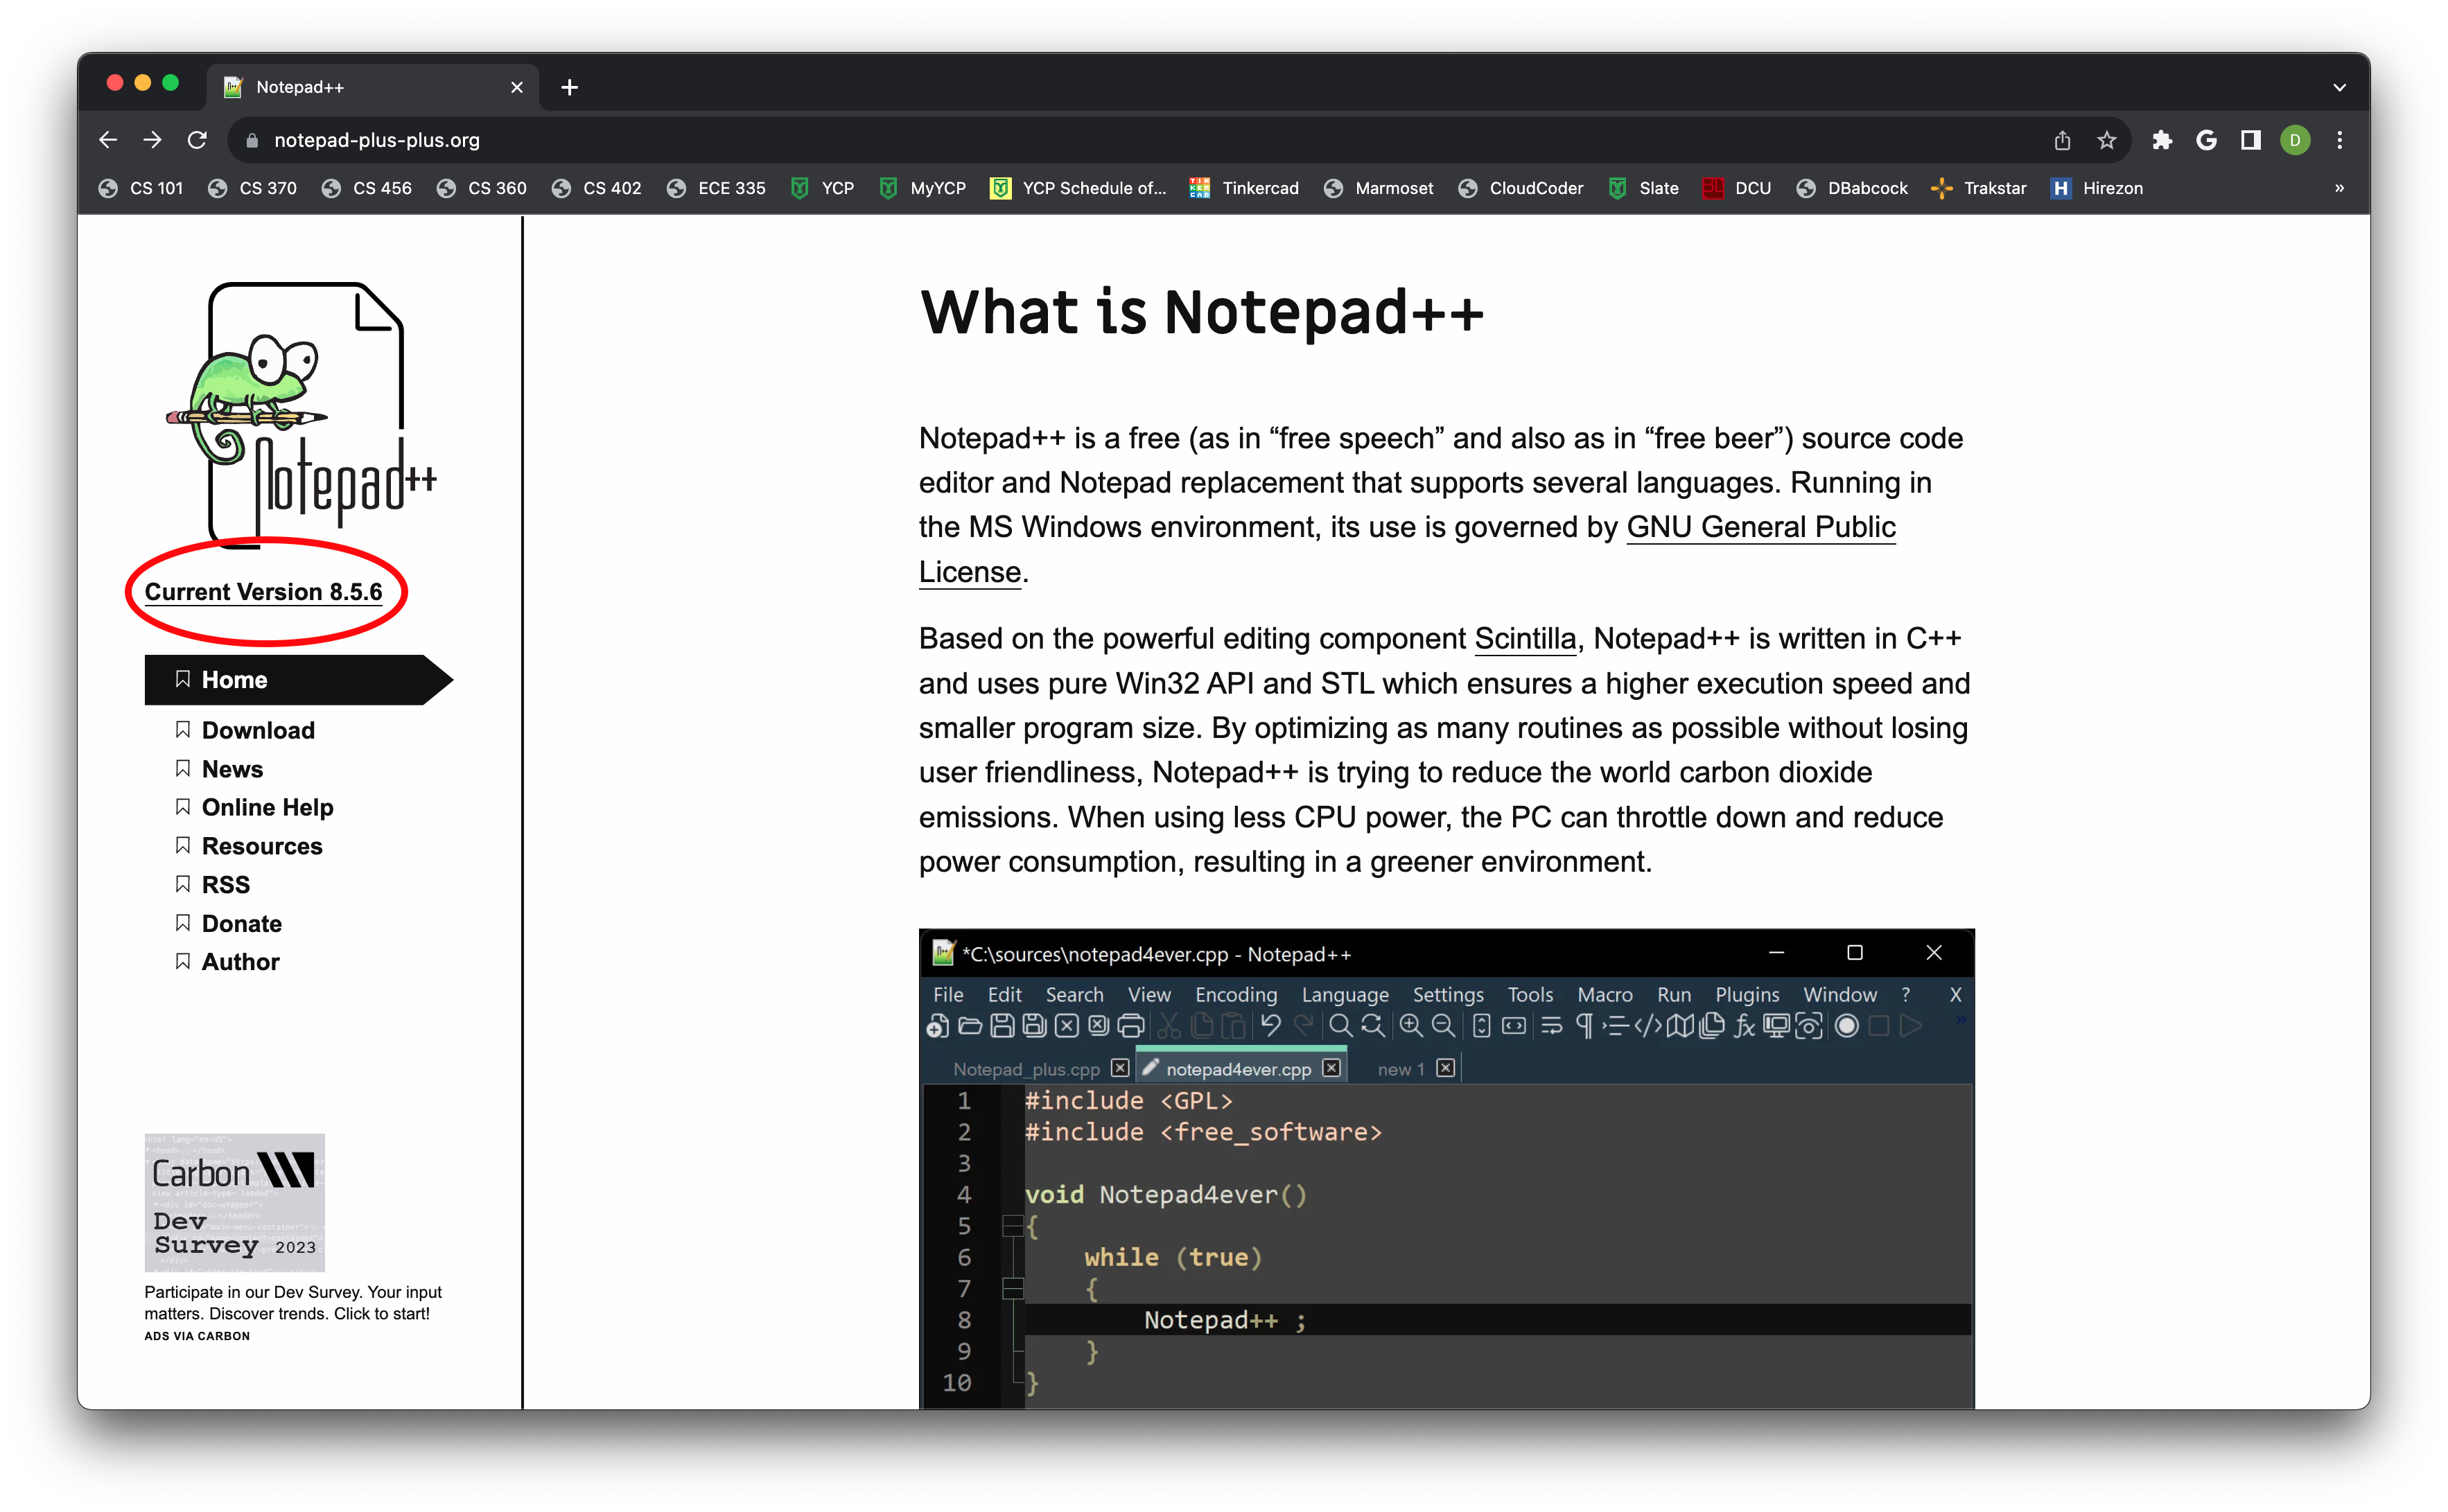 Notepad++
notepad-plus-plus.org
D
CS 101 CS 370 CS 456 CS 360 CS 402 ECE 335 YCP MyYCP YCP Schedule of... Tinkercad Marmoset CloudCoder Slate DCU DBabcock Trakstar Hirezon »
Notepad++
Current Version 8.5.6
Home
Download
News
Online Help
Resources
RSS
Donate
Author
Carbon
Dev
Survey 2023
Participate in our Dev Survey. Your input
matters. Discover trends. Click to start!
ADS VIA CARBON
What is Notepad++
Notepad++ is a free (as in “free speech” and also as in “free beer”) source code
editor and Notepad replacement that supports several languages. Running in
the MS Windows environment, its use is governed by GNU General Public
License.
Based on the powerful editing component Scintilla, Notepad++ is written in C++
and uses pure Win32 API and STL which ensures a higher execution speed and
smaller program size. By optimizing as many routines as possible without losing
user friendliness, Notepad++ is trying to reduce the world carbon dioxide
emissions. When using less CPU power, the PC can throttle down and reduce
power consumption, resulting in a greener environment.
*C:\sources\notepad4ever.cpp - Notepad++
File Edit Search View Encoding Language Settings Tools Macro Run Plugins Window ? X
Notepad_plus.cpp notepad4ever.cpp new 1
1 #include <GPL>
2 #include <free_software>
3
4 void Notepad4ever()
5 {
6 while (true)
7 {
8 Notepad++ ;
9 }
10 }